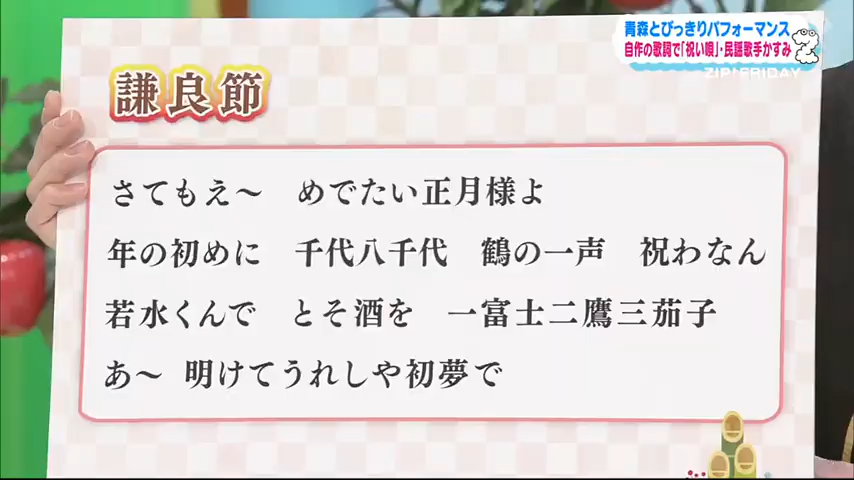 青森とびっきりパフォーマンス
自作の歌詞で「祝い唄」・民謡歌手かすみ
ZIP!FRIDAY
謙良節
さてもえ〜　めでたい正月様よ
年の初めに　千代八千代　鶴の一声　祝わなん
若水くんで　とそ酒を　一富士二鷹三茄子
あ〜 明けてうれしや初夢で